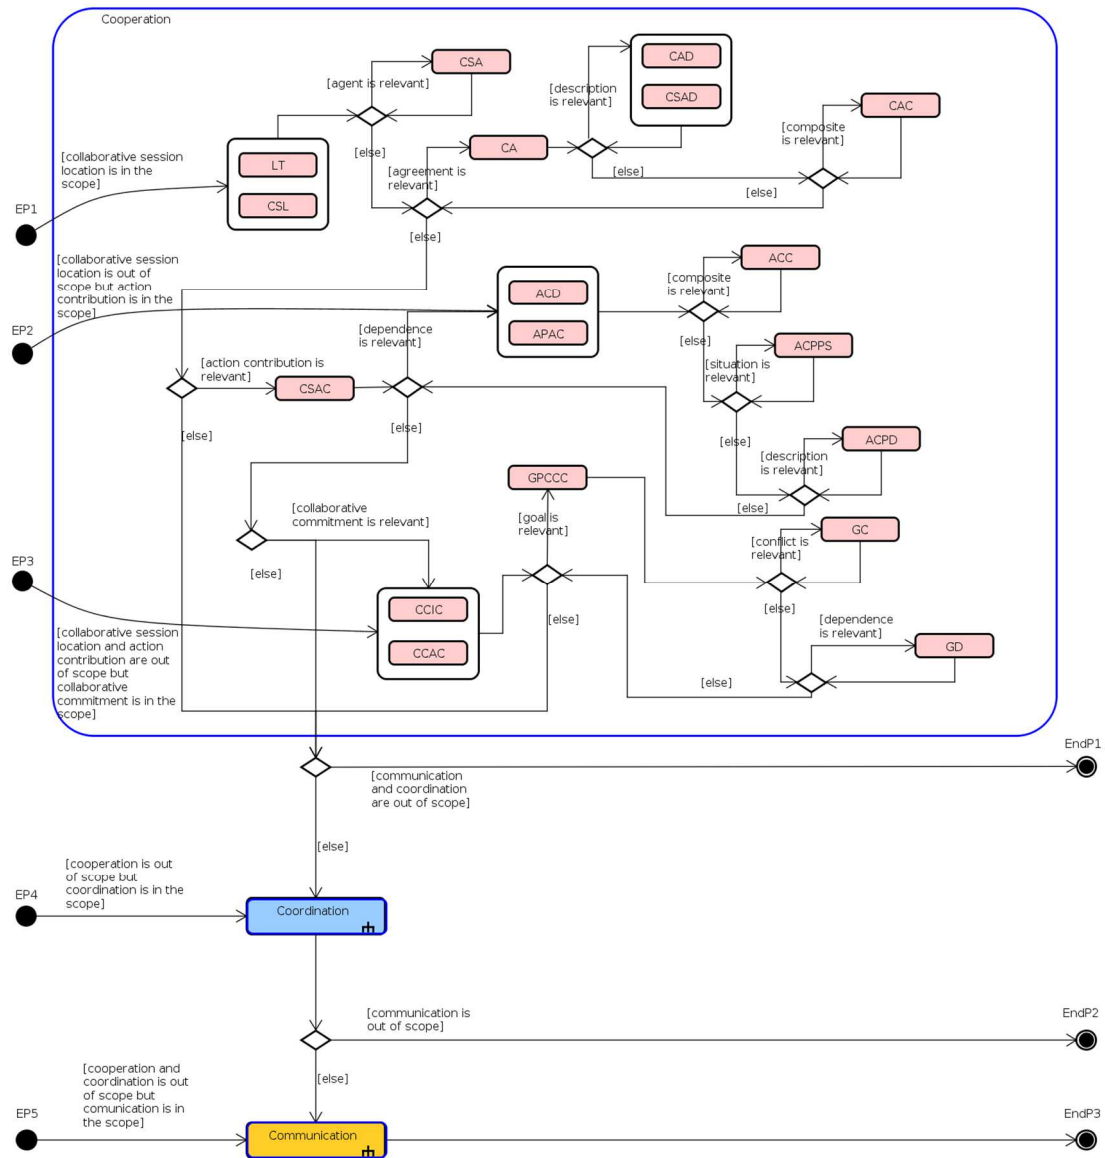 Cooperation
CSA
[agent is relevant]
CAD
CSAD
[description
is relevant]
CAC
[composite
is relevant]
[collaborative session
location is in the
scope]
LT
CSL
[else]
CA
[agreement is
relevant]
[else]
[else]
EP1
[else]
[collaborative session
location is out of
scope but action
contribution is in the
scope]
ACC
[composite
is relevant]
ACD
APAC
EP2
[dependence
is relevant]
[else]
ACPPS
[situation is
relevant]
[action contribution is
relevant]
CSAC
[else]
[else]
[else]
ACPD
[description
is relevant]
[else]
GPCCC
[goal is
relevant]
[collaborative
commitment is relevant]
GC
[conflict is
relevant]
EP3
[else]
[else]
[else]
CCIC
CCAC
[dependence
is relevant]
GD
[else]
[collaborative session
location and action
contribution are out
of scope but
collaborative
commitment is in the
scope]
EndP1
[communication
and coordination
are out of scope]
[else]
[cooperation is out
of scope but
coordination is in the
scope]
EP4
Coordination
[communication is
out of scope]
EndP2
[else]
[cooperation and
coordination is out
of scope but
comunication is in
the scope]
EP5
Communication
EndP3